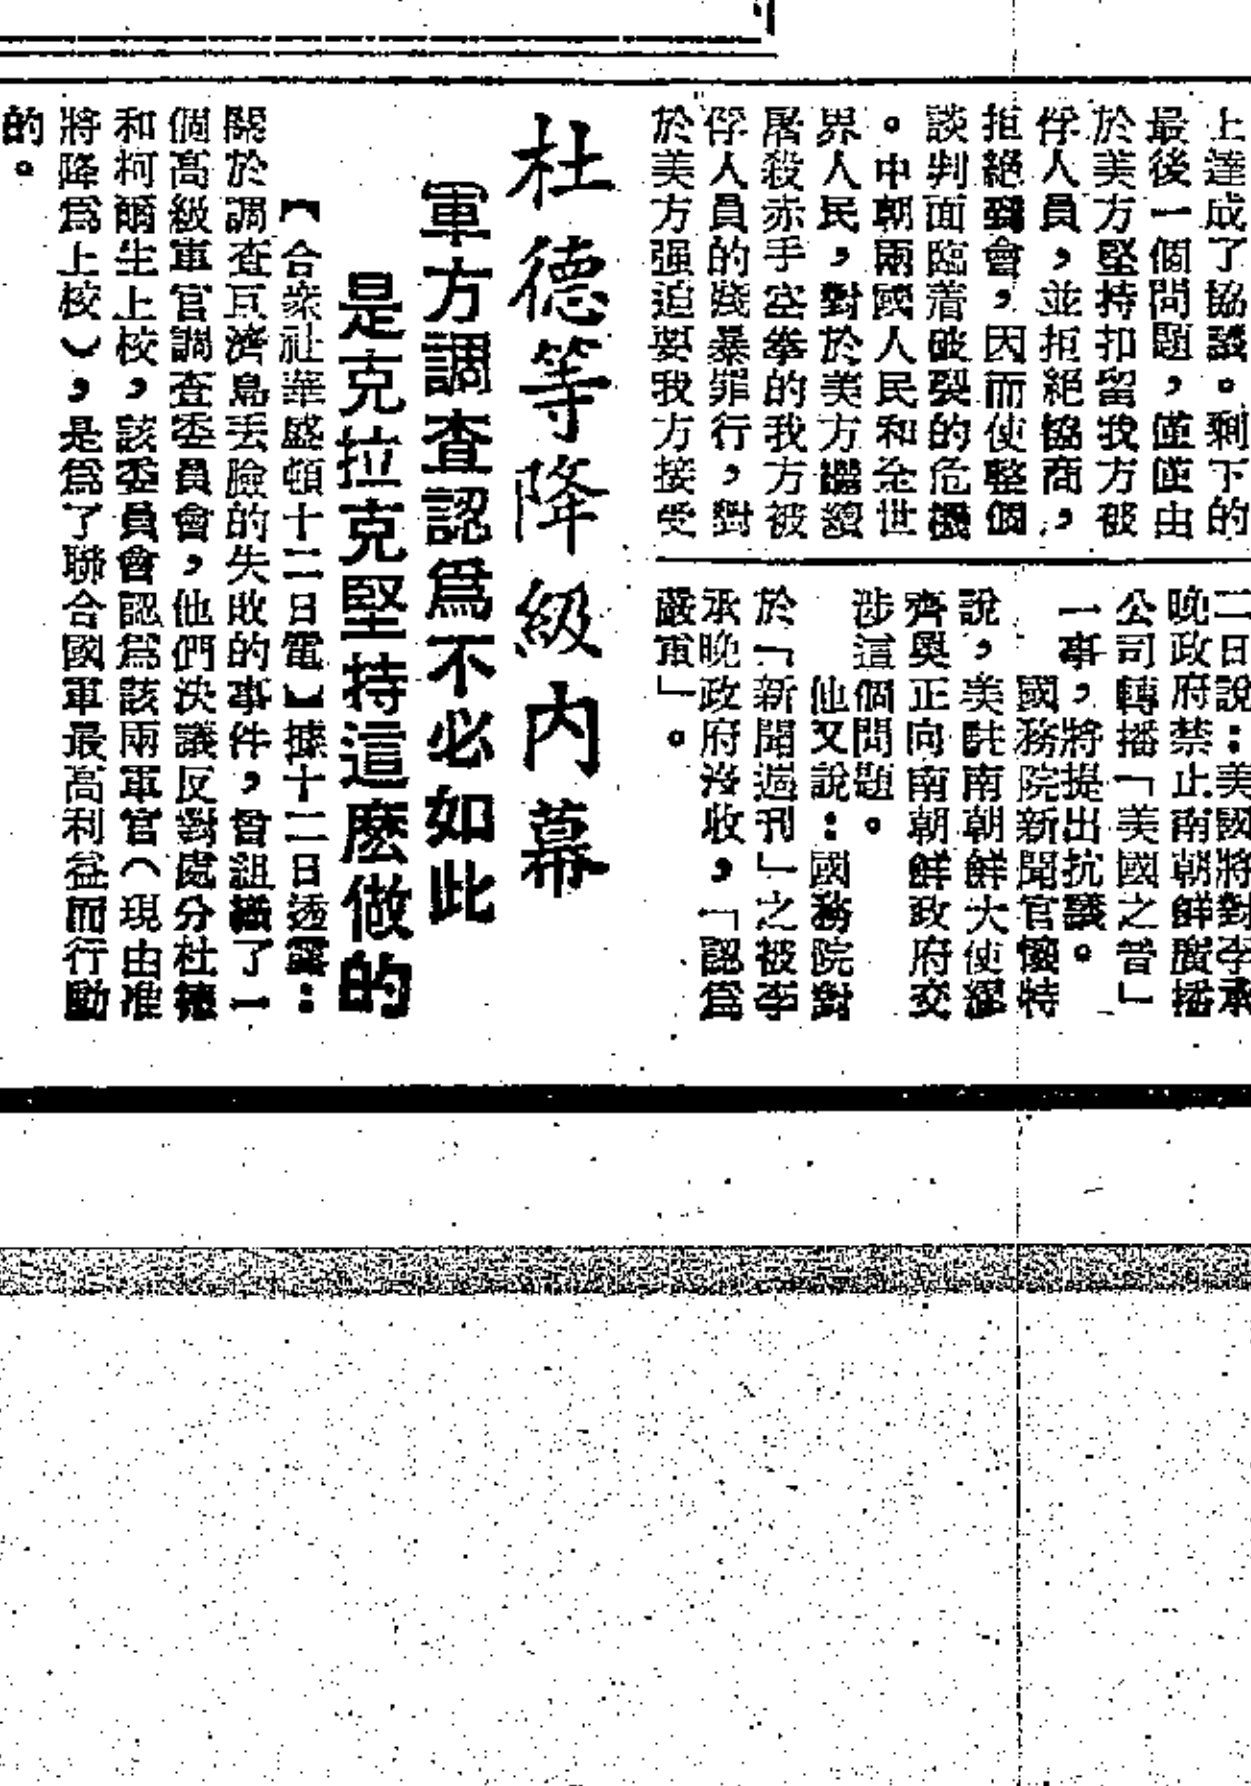 上達成了協議。剩下的
最後一個問題，僅僅由
於美方堅持扣留我方被
俘人員，並拒絕協商，
拒絕到會，因而使整個
談判面臨着破裂的危機
。中朝兩國人民和全世
界人民，對於美方繼續
屠殺赤手空拳的我方被
俘人員的殘暴罪行，對
於美方强迫要我方接受
二日說：美國將對李承
晚政府禁止南朝鮮廣播
公司轉播「美國之音」
一事，將提出抗議。
國務院新聞官懷特
說，美駐南朝鮮大使
齊奧正向南朝鮮政府交
涉這個問題。
他又說：國務院對
於「新聞週刊」之被李
承晚政府沒收，「認爲
嚴重」。
杜德等降級內幕
軍方調查認爲不必如此
是克拉克堅持這麽做的
【合衆社華盛頓十二日電】據十二日透露：
關於調查巨濟島丢臉的失敗的事件，曾組織了一
個高級軍官調查委員會，他們決議反對處分杜德
和柯爾生上校，該委員會認爲該兩軍官（現由准
將降爲上校），是爲了聯合國軍最高利益而行動
的。